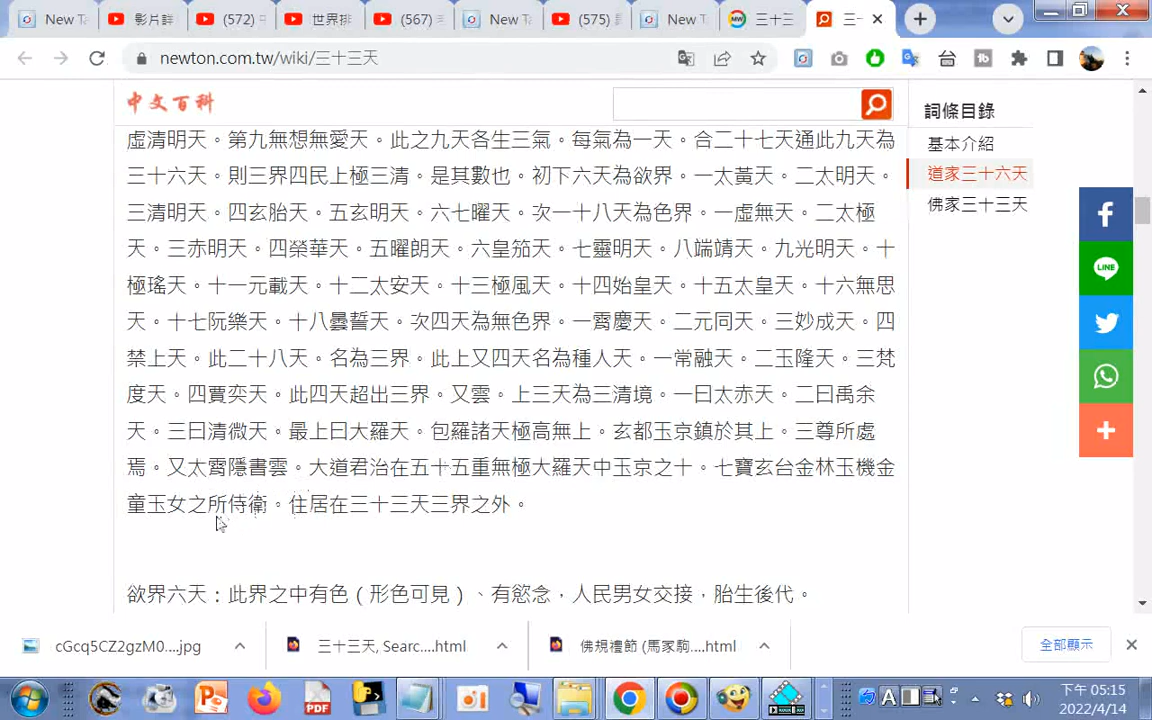 New Ta
影片詳
(572) 
世界排
(567) 
New Ta
(575) 
New T
三十三
三一
newton.com.tw/wiki/三十三天
中文百科
詞條目錄
基本介紹
道家三十六天
佛家三十三天
虛清明天。第九無想無愛天。此之九天各生三氣。每氣為一天。合二十七天通此九天為
三十六天。則三界四民上極三清。是其數也。初下六天為欲界。一太黃天。二太明天。
三清明天。四玄胎天。五玄明天。六七曜天。次一十八天為色界。一虛無天。二太極
天。三赤明天。四榮華天。五曜朗天。六皇笳天。七靈明天。八端靖天。九光明天。十
極瑤天。十一元載天。十二太安天。十三極風天。十四始皇天。十五太皇天。十六無思
天。十七阮樂天。十八曇誓天。次四天為無色界。一霄慶天。二元同天。三妙成天。四
禁上天。此二十八天。名為三界。此上又四天名為種人天。一常融天。二玉隆天。三梵
度天。四賈奕天。此四天超出三界。又雲。上三天為三清境。一曰太赤天。二曰禹余
天。三曰清微天。最上曰大羅天。包羅諸天極高無上。玄都玉京鎮於其上。三尊所處
焉。又太霄隱書雲。大道君治在五十五重無極大羅天中玉京之十。七寶玄台金林玉機金
童玉女之所侍衛。住居在三十三天三界之外。
欲界六天：此界之中有色（形色可見）、有慾念，人民男女交接，胎生後代。
LINE
cGcq5CZ2gzM0....jpg
三十三天, Searc....html
佛規禮節 (馬家駒....html
全部顯示
下午 05:15
2022/4/14